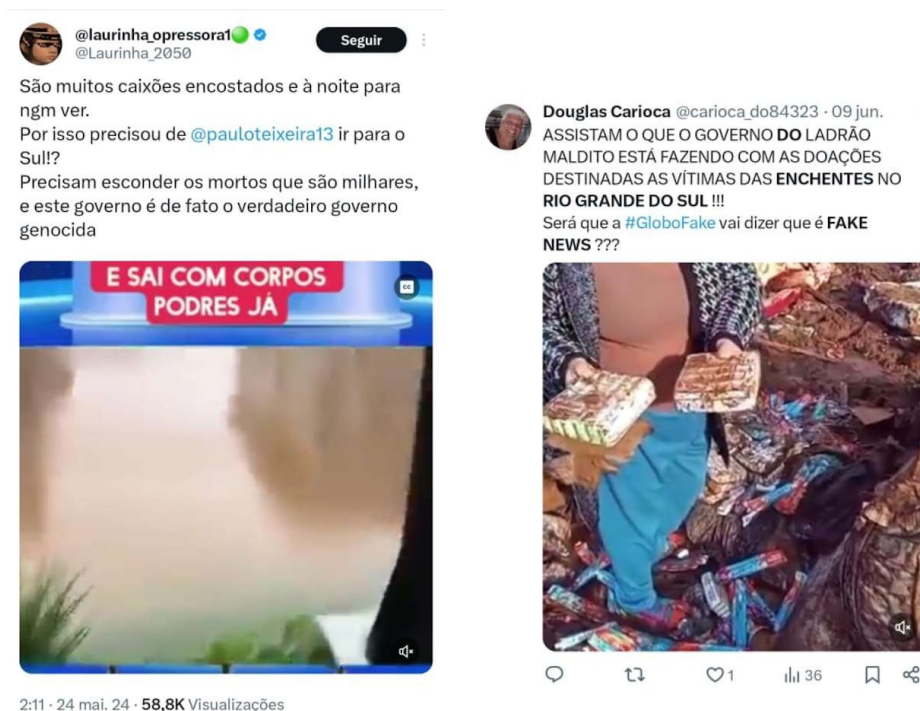 @laurinha_opressora1
@Laurinha_2050
Seguir
São muitos caixões encostados e à noite para
ngm ver.
Por isso precisou de @pauloteixeira13 ir para o
Sul!?
Precisam esconder os mortos que são milhares,
e este governo é de fato o verdadeiro governo
genocida
E SAI COM CORPOS
PODRES JÁ
CC
2:11 · 24 mai. 24 · 58,8K Visualizações
Douglas Carioca @carioca_do84323 · 09 jun.
ASSISTAM O QUE O GOVERNO DO LADRÃO
MALDITO ESTÁ FAZENDO COM AS DOAÇÕES
DESTINADAS AS VÍTIMAS DAS ENCHENTES NO
RIO GRANDE DO SUL !!!
Será que a #GloboFake vai dizer que é FAKE
NEWS ???
1
36